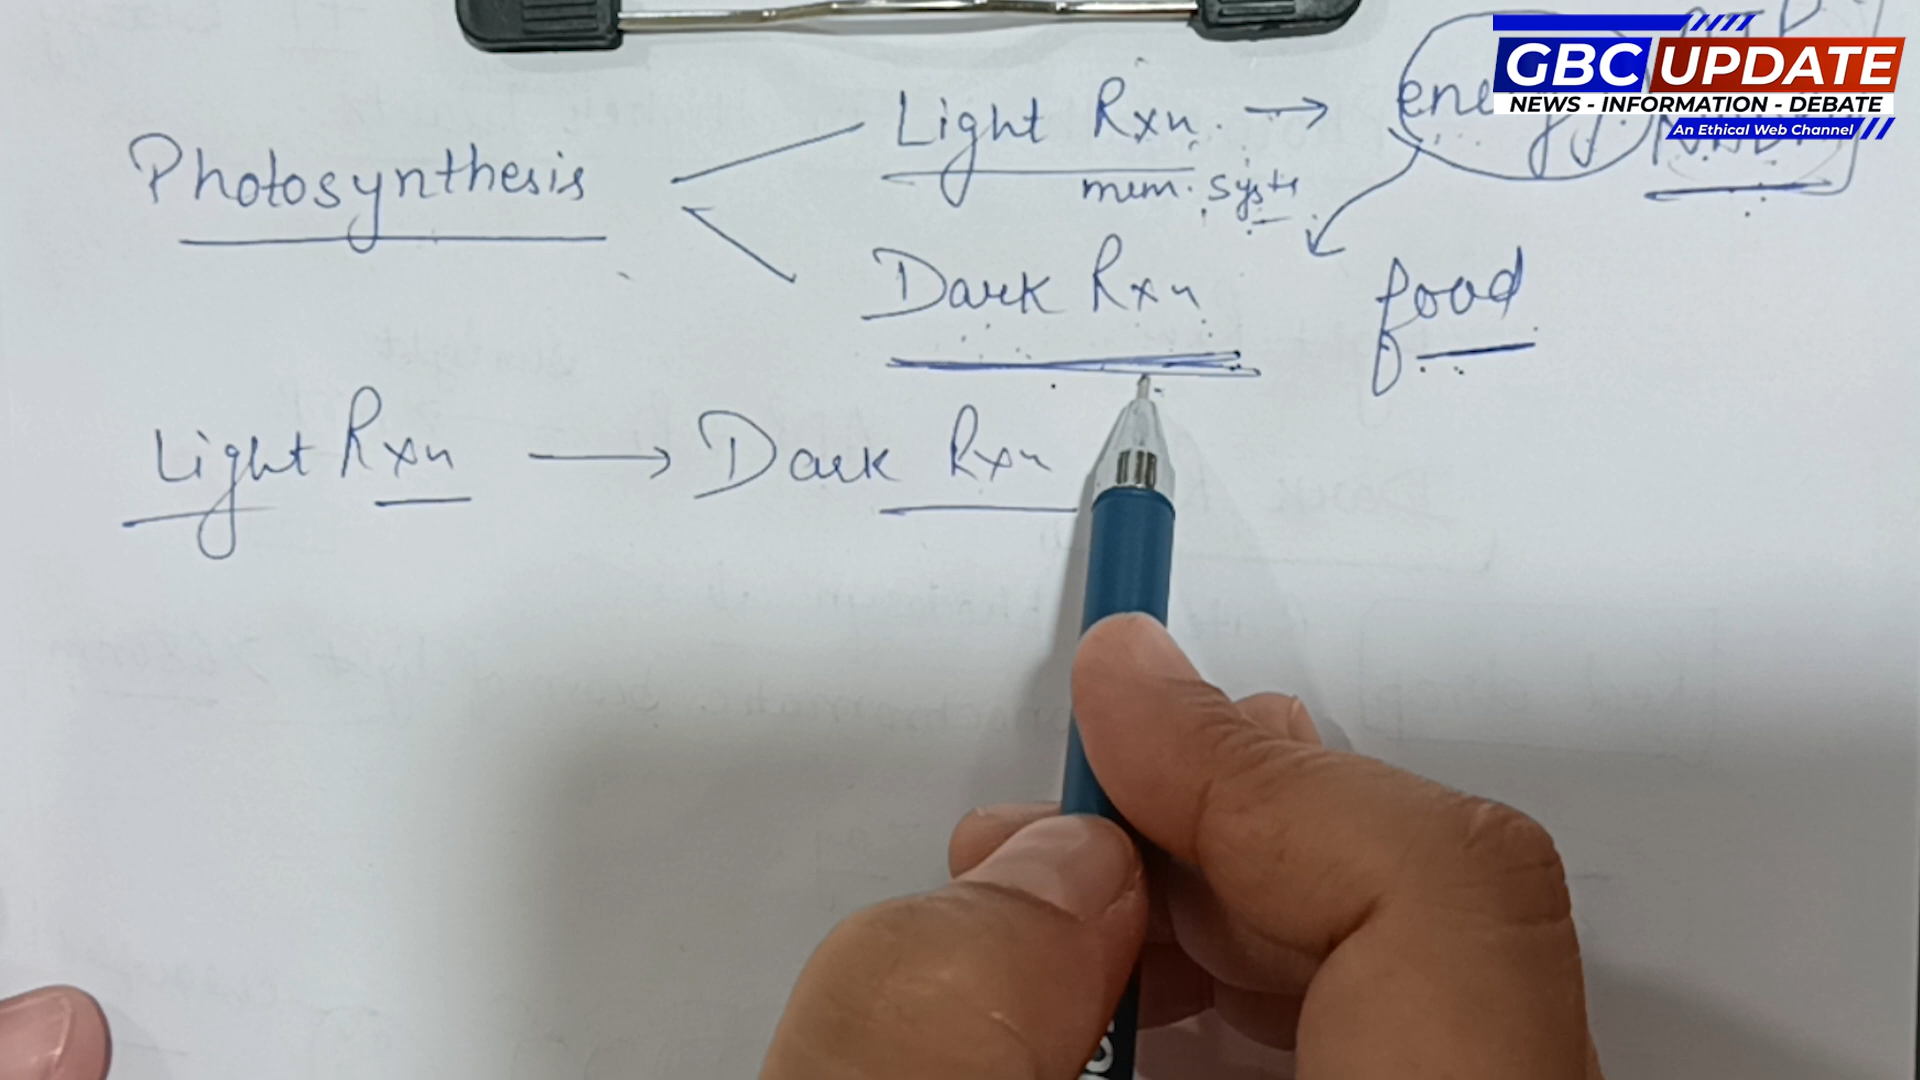 GBC UPDATE
NEWS - INFORMATION - DEBATE
An Ethical Web Channel
Light Rxn. → ene
Photosynthesis
mem. syst
Dark Rxn food
Light Rxn → Dark Rxn